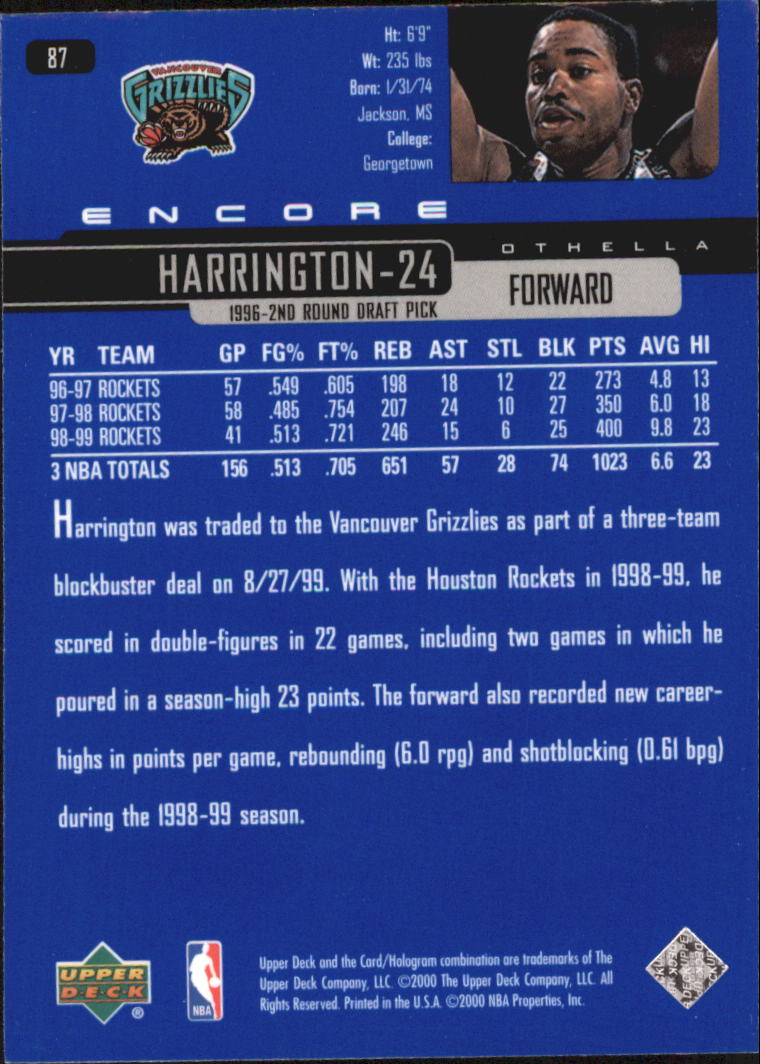 87
VANCOUVER
GRIZZLIES
Ht: 6'9"
Wt: 235 lbs
Born: 1/31/74
Jackson, MS
College:
Georgetown
ENCORE
OTHELLA
HARRINGTON-24
FORWARD
1996-2ND ROUND DRAFT PICK
YR TEAM GP FG% FT% REB AST STL BLK PTS AVG HI
96-97 ROCKETS 57 .549 .605 198 18 12 22 273 4.8 13
97-98 ROCKETS 58 .485 .754 207 24 10 27 350 6.0 18
98-99 ROCKETS 41 .513 .721 246 15 6 25 400 9.8 23
3 NBA TOTALS 156 .513 .705 651 57 28 74 1023 6.6 23
Harrington was traded to the Vancouver Grizzlies as part of a three-team
blockbuster deal on 8/27/99. With the Houston Rockets in 1998-99, he
scored in double-figures in 22 games, including two games in which he
poured in a season-high 23 points. The forward also recorded new career-
highs in points per game, rebounding (6.0 rpg) and shotblocking (0.61 bpg)
during the 1998-99 season.
UPPER
D·E·C·K
®
NBA
Upper Deck and the Card/Hologram combination are trademarks of The
Upper Deck Company, LLC. ©2000 The Upper Deck Company, LLC. All
Rights Reserved. Printed in the U.S.A. ©2000 NBA Properties, Inc.